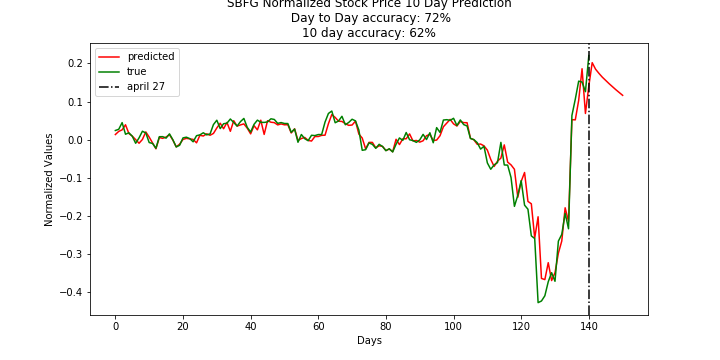 SBFG Normalized Stock Price 10 Day Prediction
Day to Day accuracy: 72%
10 day accuracy: 62%
predicted
true
april 27
Normalized Values
0.2
0.1
0.0
−0.1
−0.2
−0.3
−0.4
0
20
40
60
80
100
120
140
Days